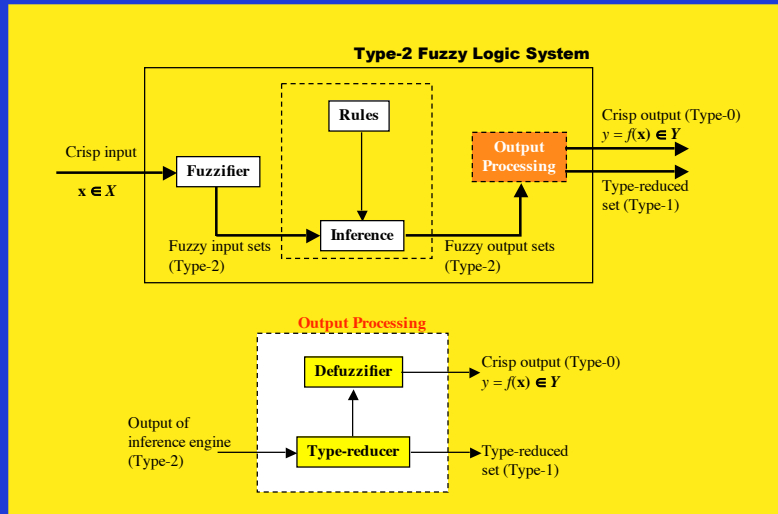 Type-2 Fuzzy Logic System
Rules
Crisp output (Type-0)
y = f(x) ∈ Y
Crisp input
x ∈ X
Fuzzifier
Output
Processing
Type-reduced
set (Type-1)
Inference
Fuzzy input sets
(Type-2)
Fuzzy output sets
(Type-2)
Output Processing
Defuzzifier
Crisp output (Type-0)
y = f(x) ∈ Y
Output of
inference engine
(Type-2)
Type-reducer
Type-reduced
set (Type-1)